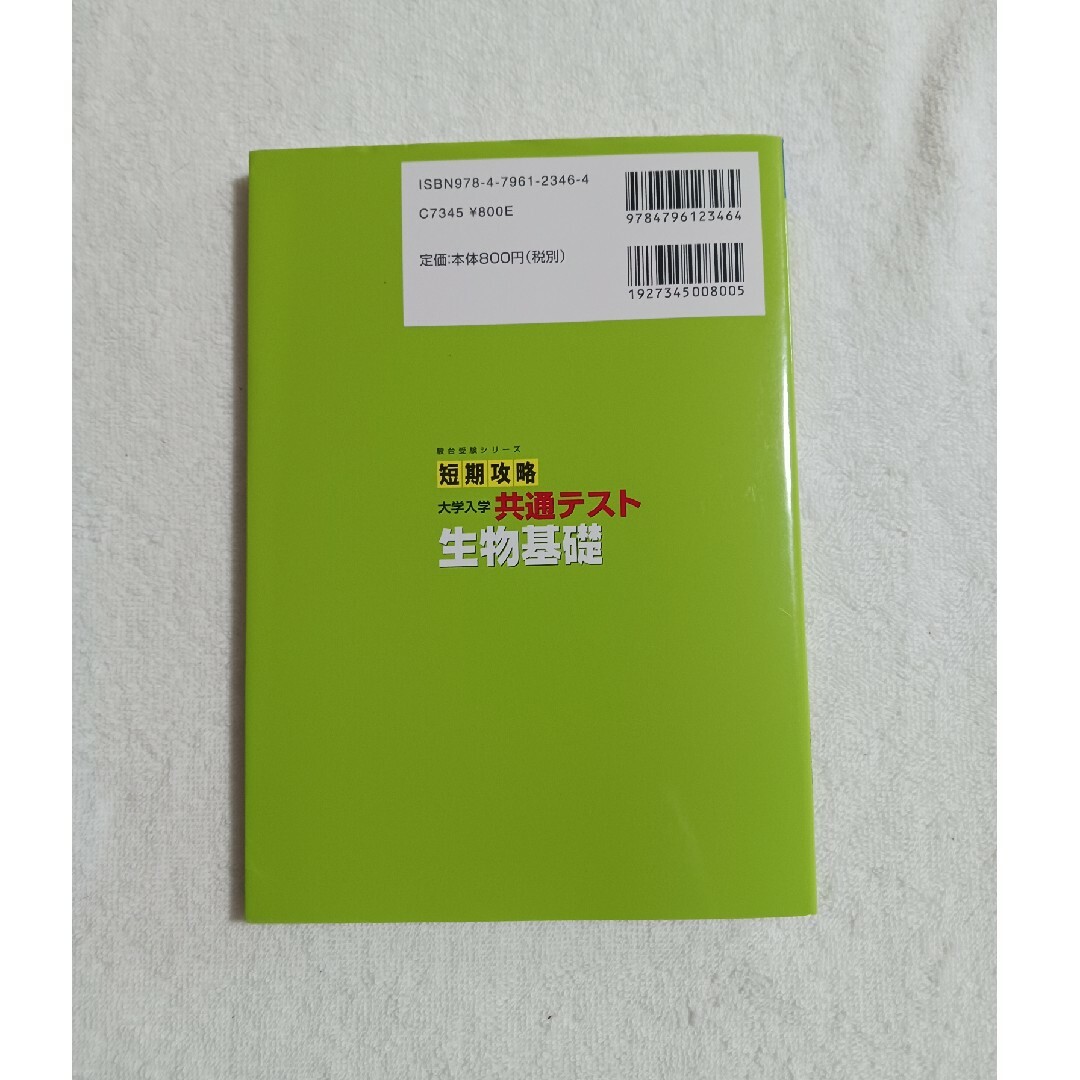 ISBN978-4-7961-2346-4
C7345 ¥800E
定価:本体800円(税別)
9784796123464
1927345008005
駿台受験シリーズ
短期攻略
大学入学 共通テスト
生物基礎